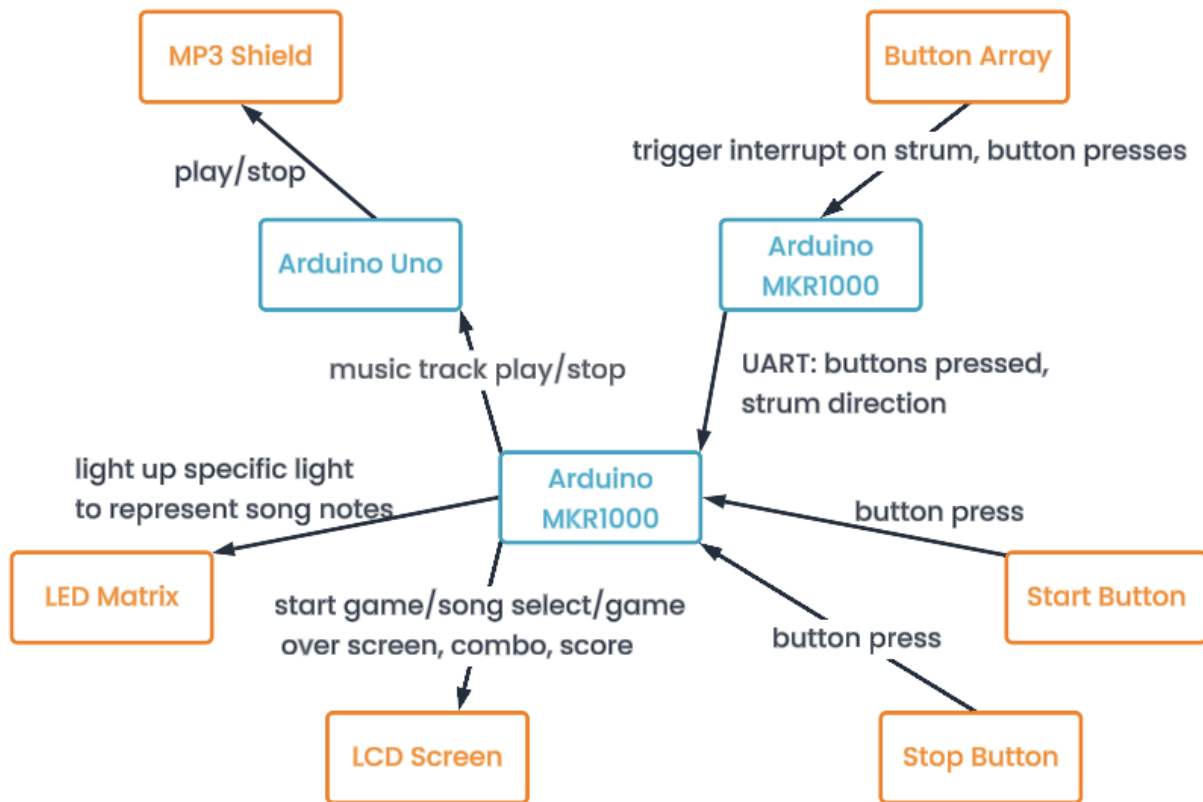 MP3 Shield
Button Array
trigger interrupt on strum, button presses
play/stop
Arduino Uno
Arduino
MKR1000
music track play/stop
UART: buttons pressed,
strum direction
light up specific light
to represent song notes
Arduino
MKR1000
button press
LED Matrix
start game/song select/game
over screen, combo, score
button press
Start Button
LCD Screen
Stop Button